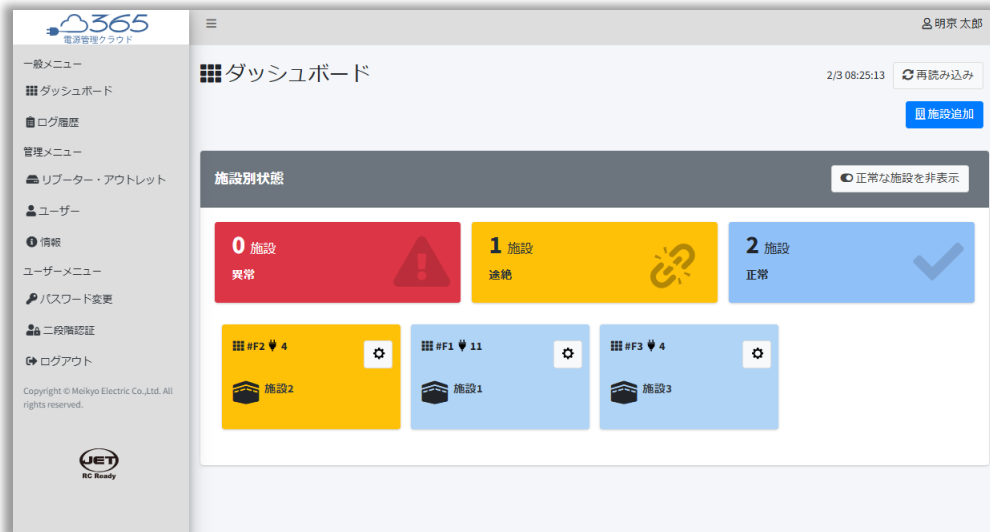 365
電源管理クラウド
明京 太郎
一般メニュー
ダッシュボード
ログ履歴
管理メニュー
リブーター・アウトレット
ユーザー
情報
ユーザーメニュー
パスワード変更
二段階認証
ログアウト
Copyright © Meikyo Electric Co.,Ltd. All
rights reserved.
JET
RC Ready
ダッシュボード
2/3 08:25:13 再読み込み
施設追加
施設別状態
正常な施設を非表示
0 施設
異常
1 施設
途絶
2 施設
正常
#F2 4
施設2
#F1 11
施設1
#F3 4
施設3